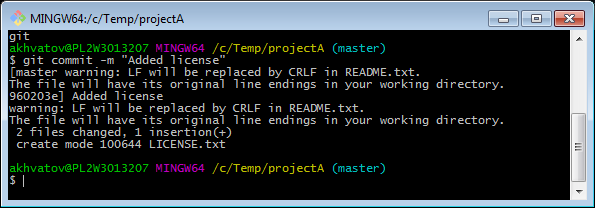 MINGW64:/c/Temp/projectA
git
akhvatov@PL2W3013207 MINGW64 /c/Temp/projectA (master)
$ git commit -m "Added license"
[master warning: LF will be replaced by CRLF in README.txt.
The file will have its original line endings in your working directory.
960203e] Added license
warning: LF will be replaced by CRLF in README.txt.
The file will have its original line endings in your working directory.
 2 files changed, 1 insertion(+)
 create mode 100644 LICENSE.txt
akhvatov@PL2W3013207 MINGW64 /c/Temp/projectA (master)
$